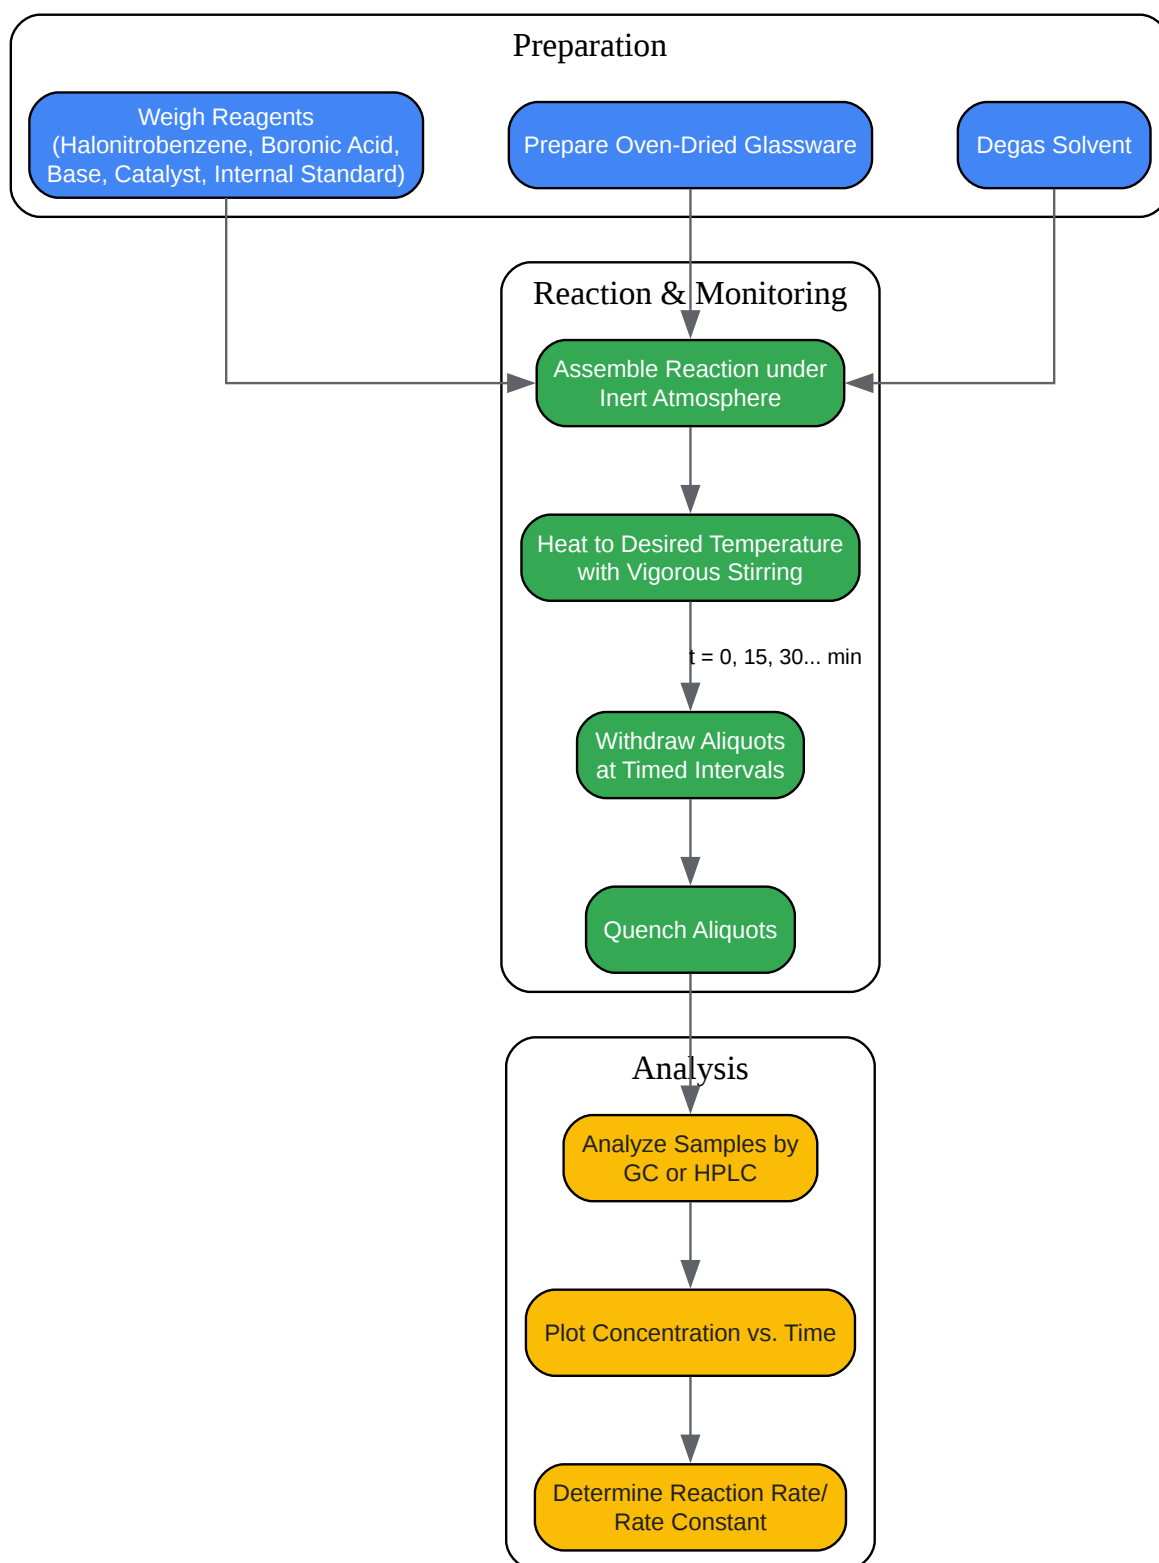 Preparation
Weigh Reagents
(Halonitrobenzene, Boronic Acid,
Base, Catalyst, Internal Standard)
Prepare Oven-Dried Glassware
Degas Solvent
Reaction & Monitoring
Assemble Reaction under
Inert Atmosphere
Heat to Desired Temperature
with Vigorous Stirring
t = 0, 15, 30... min
Withdraw Aliquots
at Timed Intervals
Quench Aliquots
Analysis
Analyze Samples by
GC or HPLC
Plot Concentration vs. Time
Determine Reaction Rate/
Rate Constant